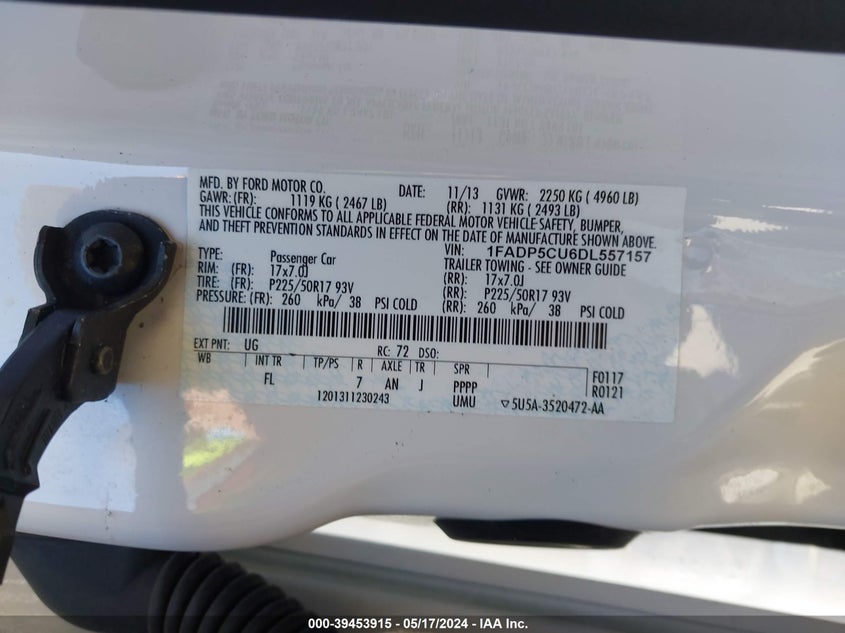 MFD. BY FORD MOTOR CO. DATE: 11/13 GVWR: 2250 KG ( 4960 LB)
GAWR: (FR): 1119 KG ( 2467 LB) (RR): 1131 KG ( 2493 LB)
THIS VEHICLE CONFORMS TO ALL APPLICABLE FEDERAL MOTOR VEHICLE SAFETY, BUMPER,
AND THEFT PREVENTION STANDARDS IN EFFECT ON THE DATE OF MANUFACTURE SHOWN ABOVE.
VIN: 1FADP5CU6DL557157
TYPE: Passenger Car TRAILER TOWING - SEE OWNER GUIDE
RIM: (FR): 17x7.0J (RR): 17x7.0J
TIRE: (FR): P225/50R17 93V (RR): P225/50R17 93V
PRESSURE: (FR): 260 kPa/ 38 PSI COLD (RR): 260 kPa/ 38 PSI COLD
EXT PNT: UG RC: 72 DSO:
WB INT TR TP/PS R AXLE TR SPR F0117
FL 7 AN J PPPP R0121
1201311230243 UMU ▽5U5A-3520472-AA
000-39453915 - 05/17/2024 - IAA Inc.